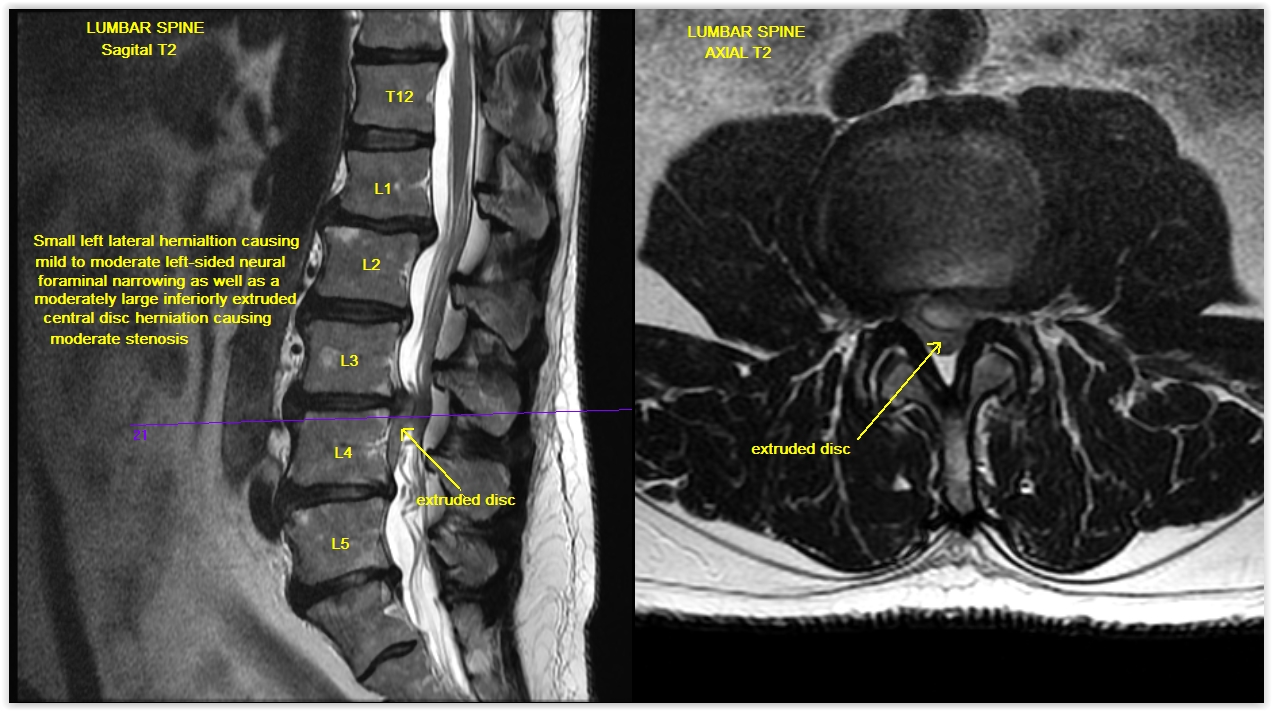 LUMBAR SPINE
Sagital T2
T12
L1
L2
Small left lateral hernialtion causing
mild to moderate left-sided neural
foraminal narrowing as well as a
moderately large inferiorly extruded
central disc herniation causing
moderate stenosis
L3
21
L4
extruded disc
L5
LUMBAR SPINE
AXIAL T2
extruded disc